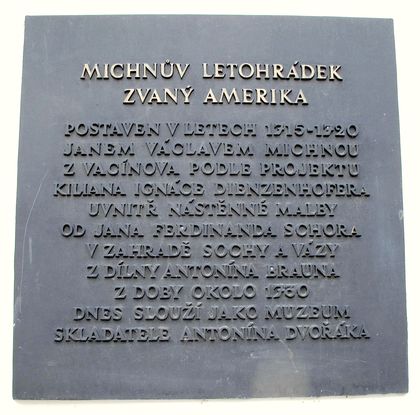 MICHNŮV LETOHRÁDEK
ZVANÝ AMERIKA
POSTAVEN V LETECH 1715-1720
JANEM VÁCLAVEM MICHNOU
Z VACÍNOVA PODLE PROJEKTU
KILIANA IGNÁCE DIENZENHOFERA
UVNITŘ NÁSTĚNNÉ MALBY
OD JANA FERDINANDA SCHORA
V ZAHRADĚ SOCHY A VÁZY
Z DÍLNY ANTONÍNA BRAUNA
Z DOBY OKOLO 1730
DNES SLOUŽÍ JAKO MUZEUM
SKLADATELE ANTONÍNA DVOŘÁKA